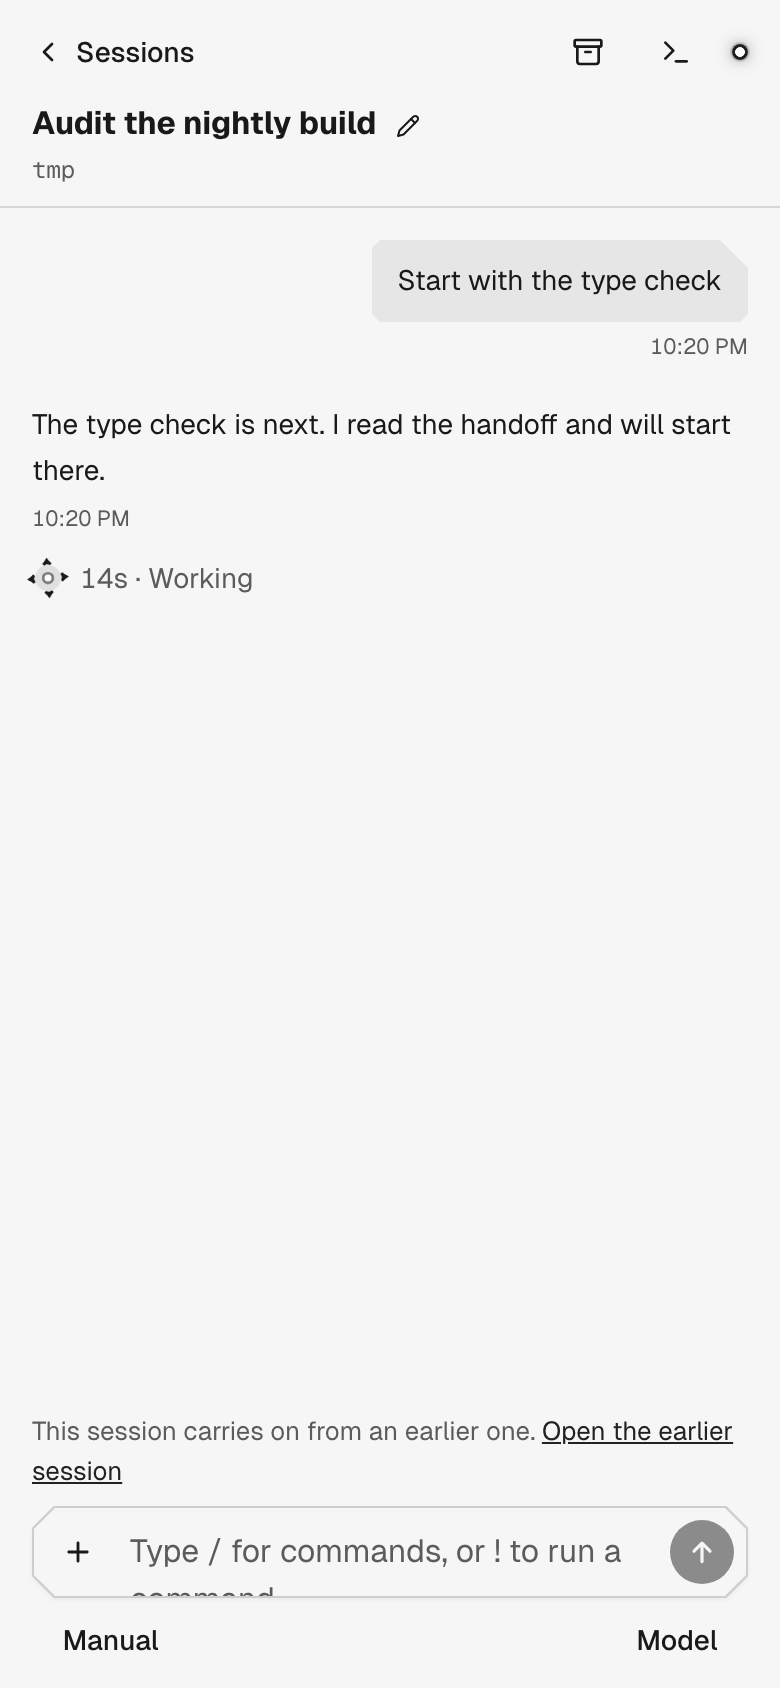 Sessions
Audit the nightly build
tmp
Start with the type check
10:20 PM
The type check is next. I read the handoff and will start
there.
10:20 PM
14s · Working
This session carries on from an earlier one. Open the earlier
session
Type / for commands, or ! to run a
command
Manual
Model